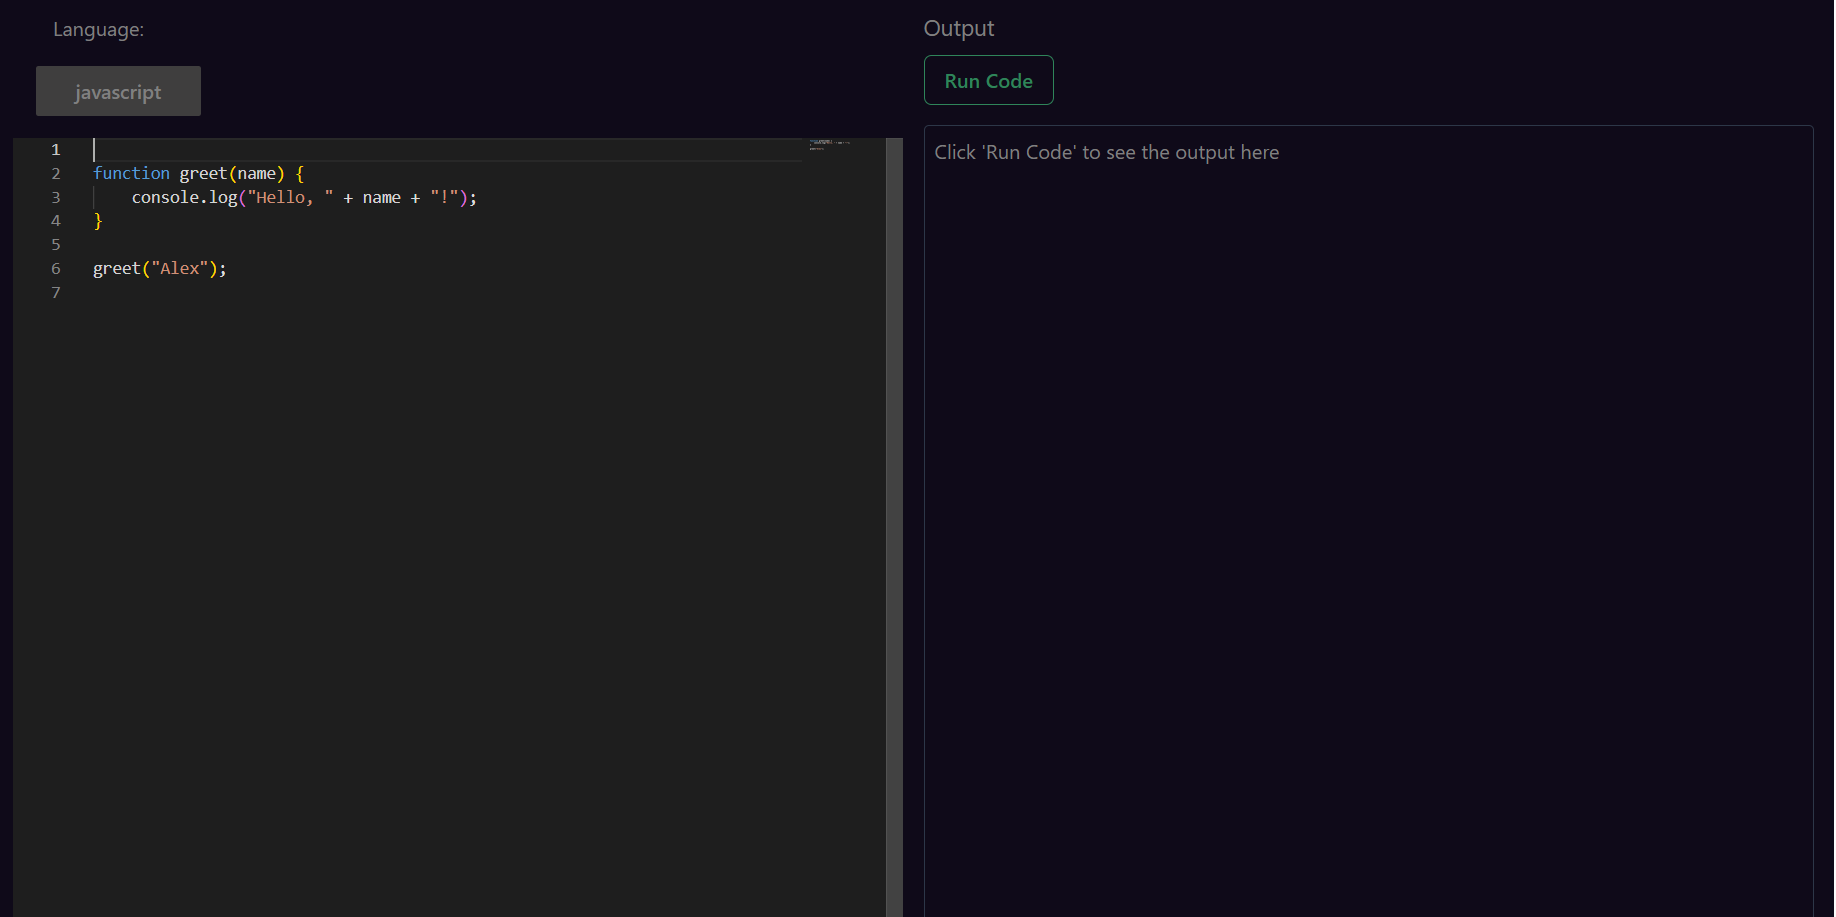 Language:
javascript
1
2 function greet(name) {
3     console.log("Hello, " + name + "!");
4 }
5
6 greet("Alex");
7
Output
Run Code
Click 'Run Code' to see the output here